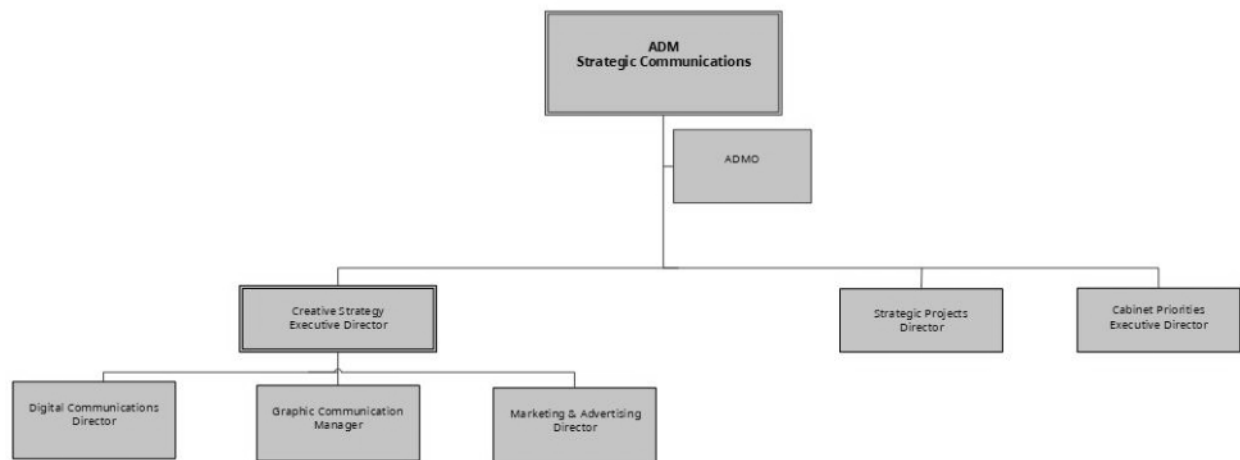 ADM
Strategic Communications
ADMO
Creative Strategy
Executive Director
Strategic Projects
Director
Cabinet Priorities
Executive Director
Digital Communications
Director
Graphic Communication
Manager
Marketing & Advertising
Director